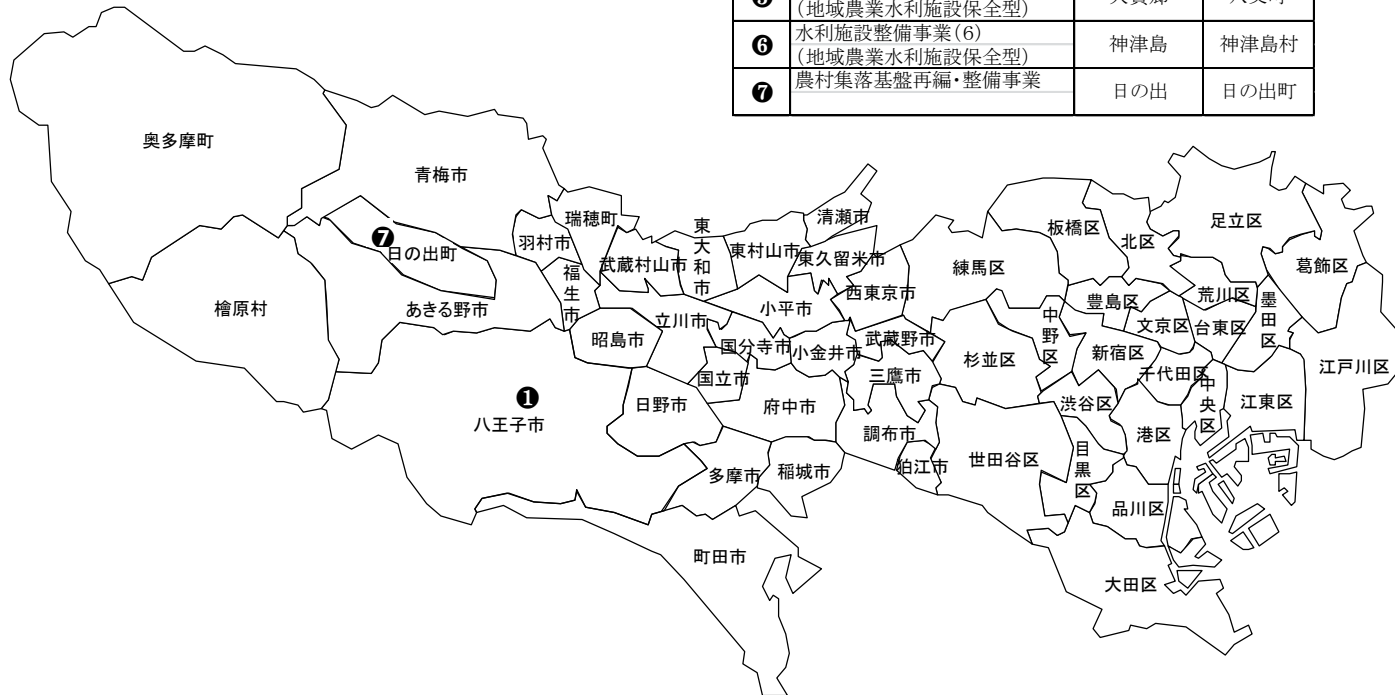 (地域農業水利施設保全型)
❻ 水利施設整備事業(6) 神津島 神津島村
(地域農業水利施設保全型)
❼ 農村集落基盤再編・整備事業 日の出 日の出町
奥多摩町
青梅市
瑞穂町
羽村市
❼
日の出町
福生市
武蔵村山市
東大和市
東村山市
清瀬市
東久留米市
西東京市
練馬区
板橋区
北区
足立区
葛飾区
檜原村
あきる野市
昭島市
立川市
小平市
国分寺市
小金井市
武蔵野市
三鷹市
国立市
杉並区
中野区
豊島区
文京区
荒川区
台東区
墨田区
新宿区
千代田区
中央区
江東区
江戸川区
❶
八王子市
日野市
府中市
調布市
狛江市
世田谷区
渋谷区
目黒区
港区
品川区
多摩市
稲城市
町田市
大田区